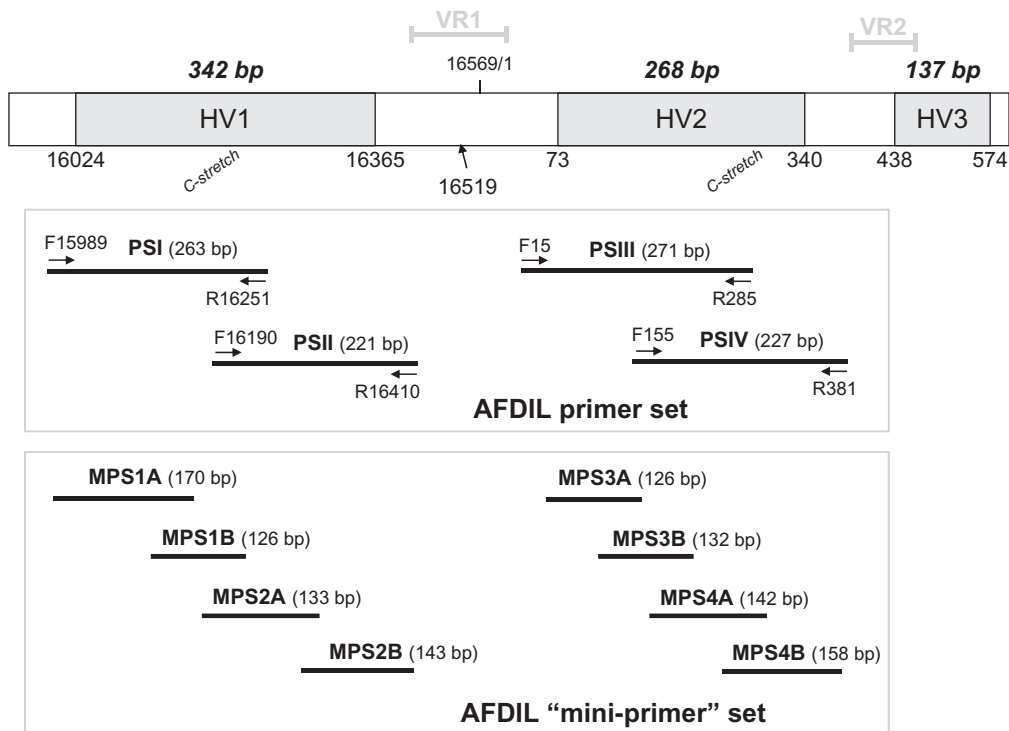 VR1
VR2
342 bp
16569/1
268 bp
137 bp
HV1
HV2
HV3
16024
C-stretch
16365
16519
73
C-stretch
340
438
574
F15989
PSI (263 bp)
R16251
F15
PSIII (271 bp)
R285
F16190
PSII (221 bp)
R16410
F155
PSIV (227 bp)
R381
AFDIL primer set
MPS1A (170 bp)
MPS3A (126 bp)
MPS1B (126 bp)
MPS3B (132 bp)
MPS2A (133 bp)
MPS4A (142 bp)
MPS2B (143 bp)
MPS4B (158 bp)
AFDIL “mini-primer” set